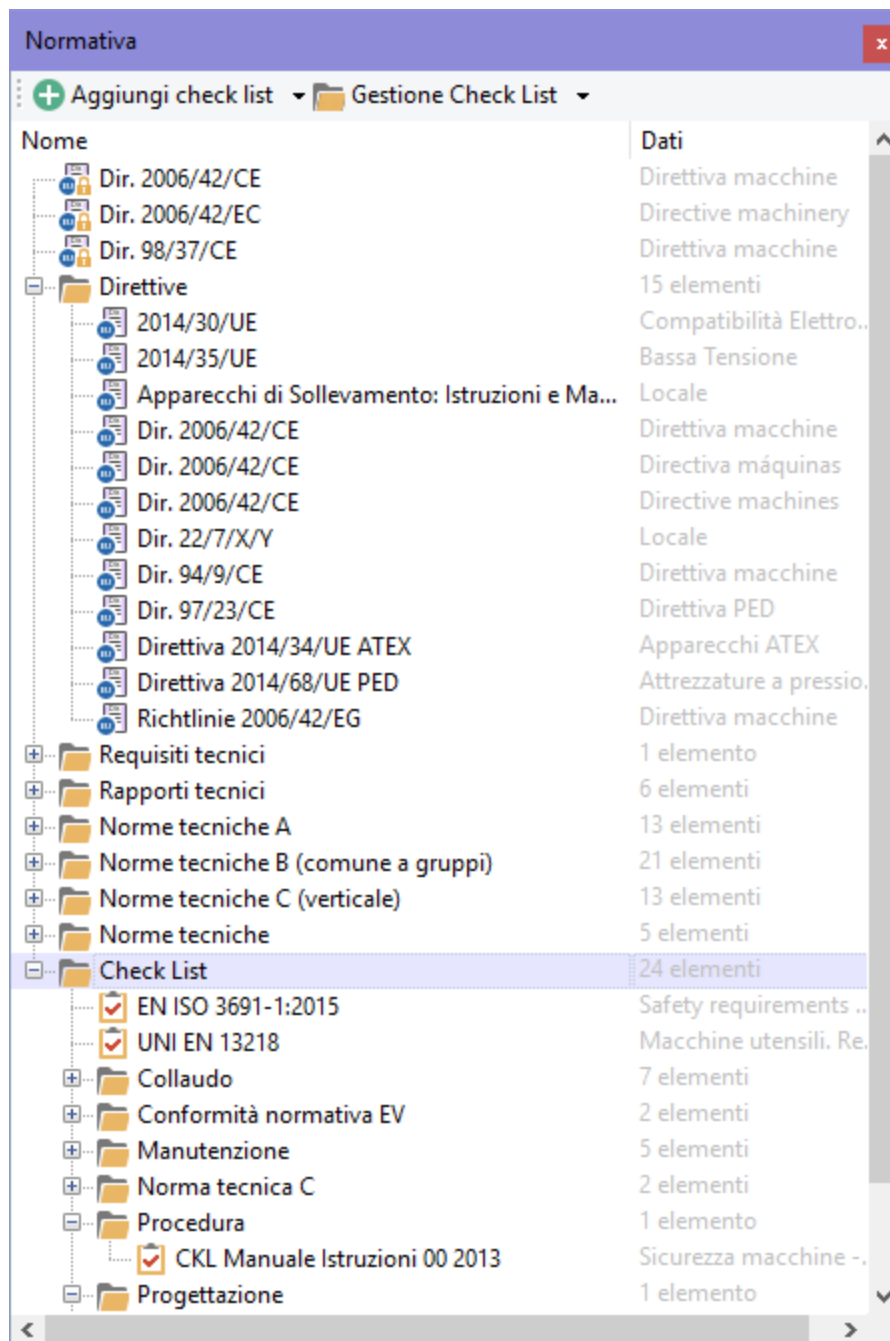 Normativa
Aggiungi check list Gestione Check List
Nome Dati
Dir. 2006/42/CE Direttiva macchine
Dir. 2006/42/EC Directive machinery
Dir. 98/37/CE Direttiva macchine
Direttive 15 elementi
2014/30/UE Compatibilità Elettro..
2014/35/UE Bassa Tensione
Apparecchi di Sollevamento: Istruzioni e Ma... Locale
Dir. 2006/42/CE Direttiva macchine
Dir. 2006/42/CE Directiva máquinas
Dir. 2006/42/CE Directive machines
Dir. 22/7/X/Y Locale
Dir. 94/9/CE Direttiva macchine
Dir. 97/23/CE Direttiva PED
Direttiva 2014/34/UE ATEX Apparecchi ATEX
Direttiva 2014/68/UE PED Attrezzature a pressio.
Richtlinie 2006/42/EG Direttiva macchine
Requisiti tecnici 1 elemento
Rapporti tecnici 6 elementi
Norme tecniche A 13 elementi
Norme tecniche B (comune a gruppi) 21 elementi
Norme tecniche C (verticale) 13 elementi
Norme tecniche 5 elementi
Check List 24 elementi
EN ISO 3691-1:2015 Safety requirements ..
UNI EN 13218 Macchine utensili. Re.
Collaudo 7 elementi
Conformità normativa EV 2 elementi
Manutenzione 5 elementi
Norma tecnica C 2 elementi
Procedura 1 elemento
CKL Manuale Istruzioni 00 2013 Sicurezza macchine -.
Progettazione 1 elemento